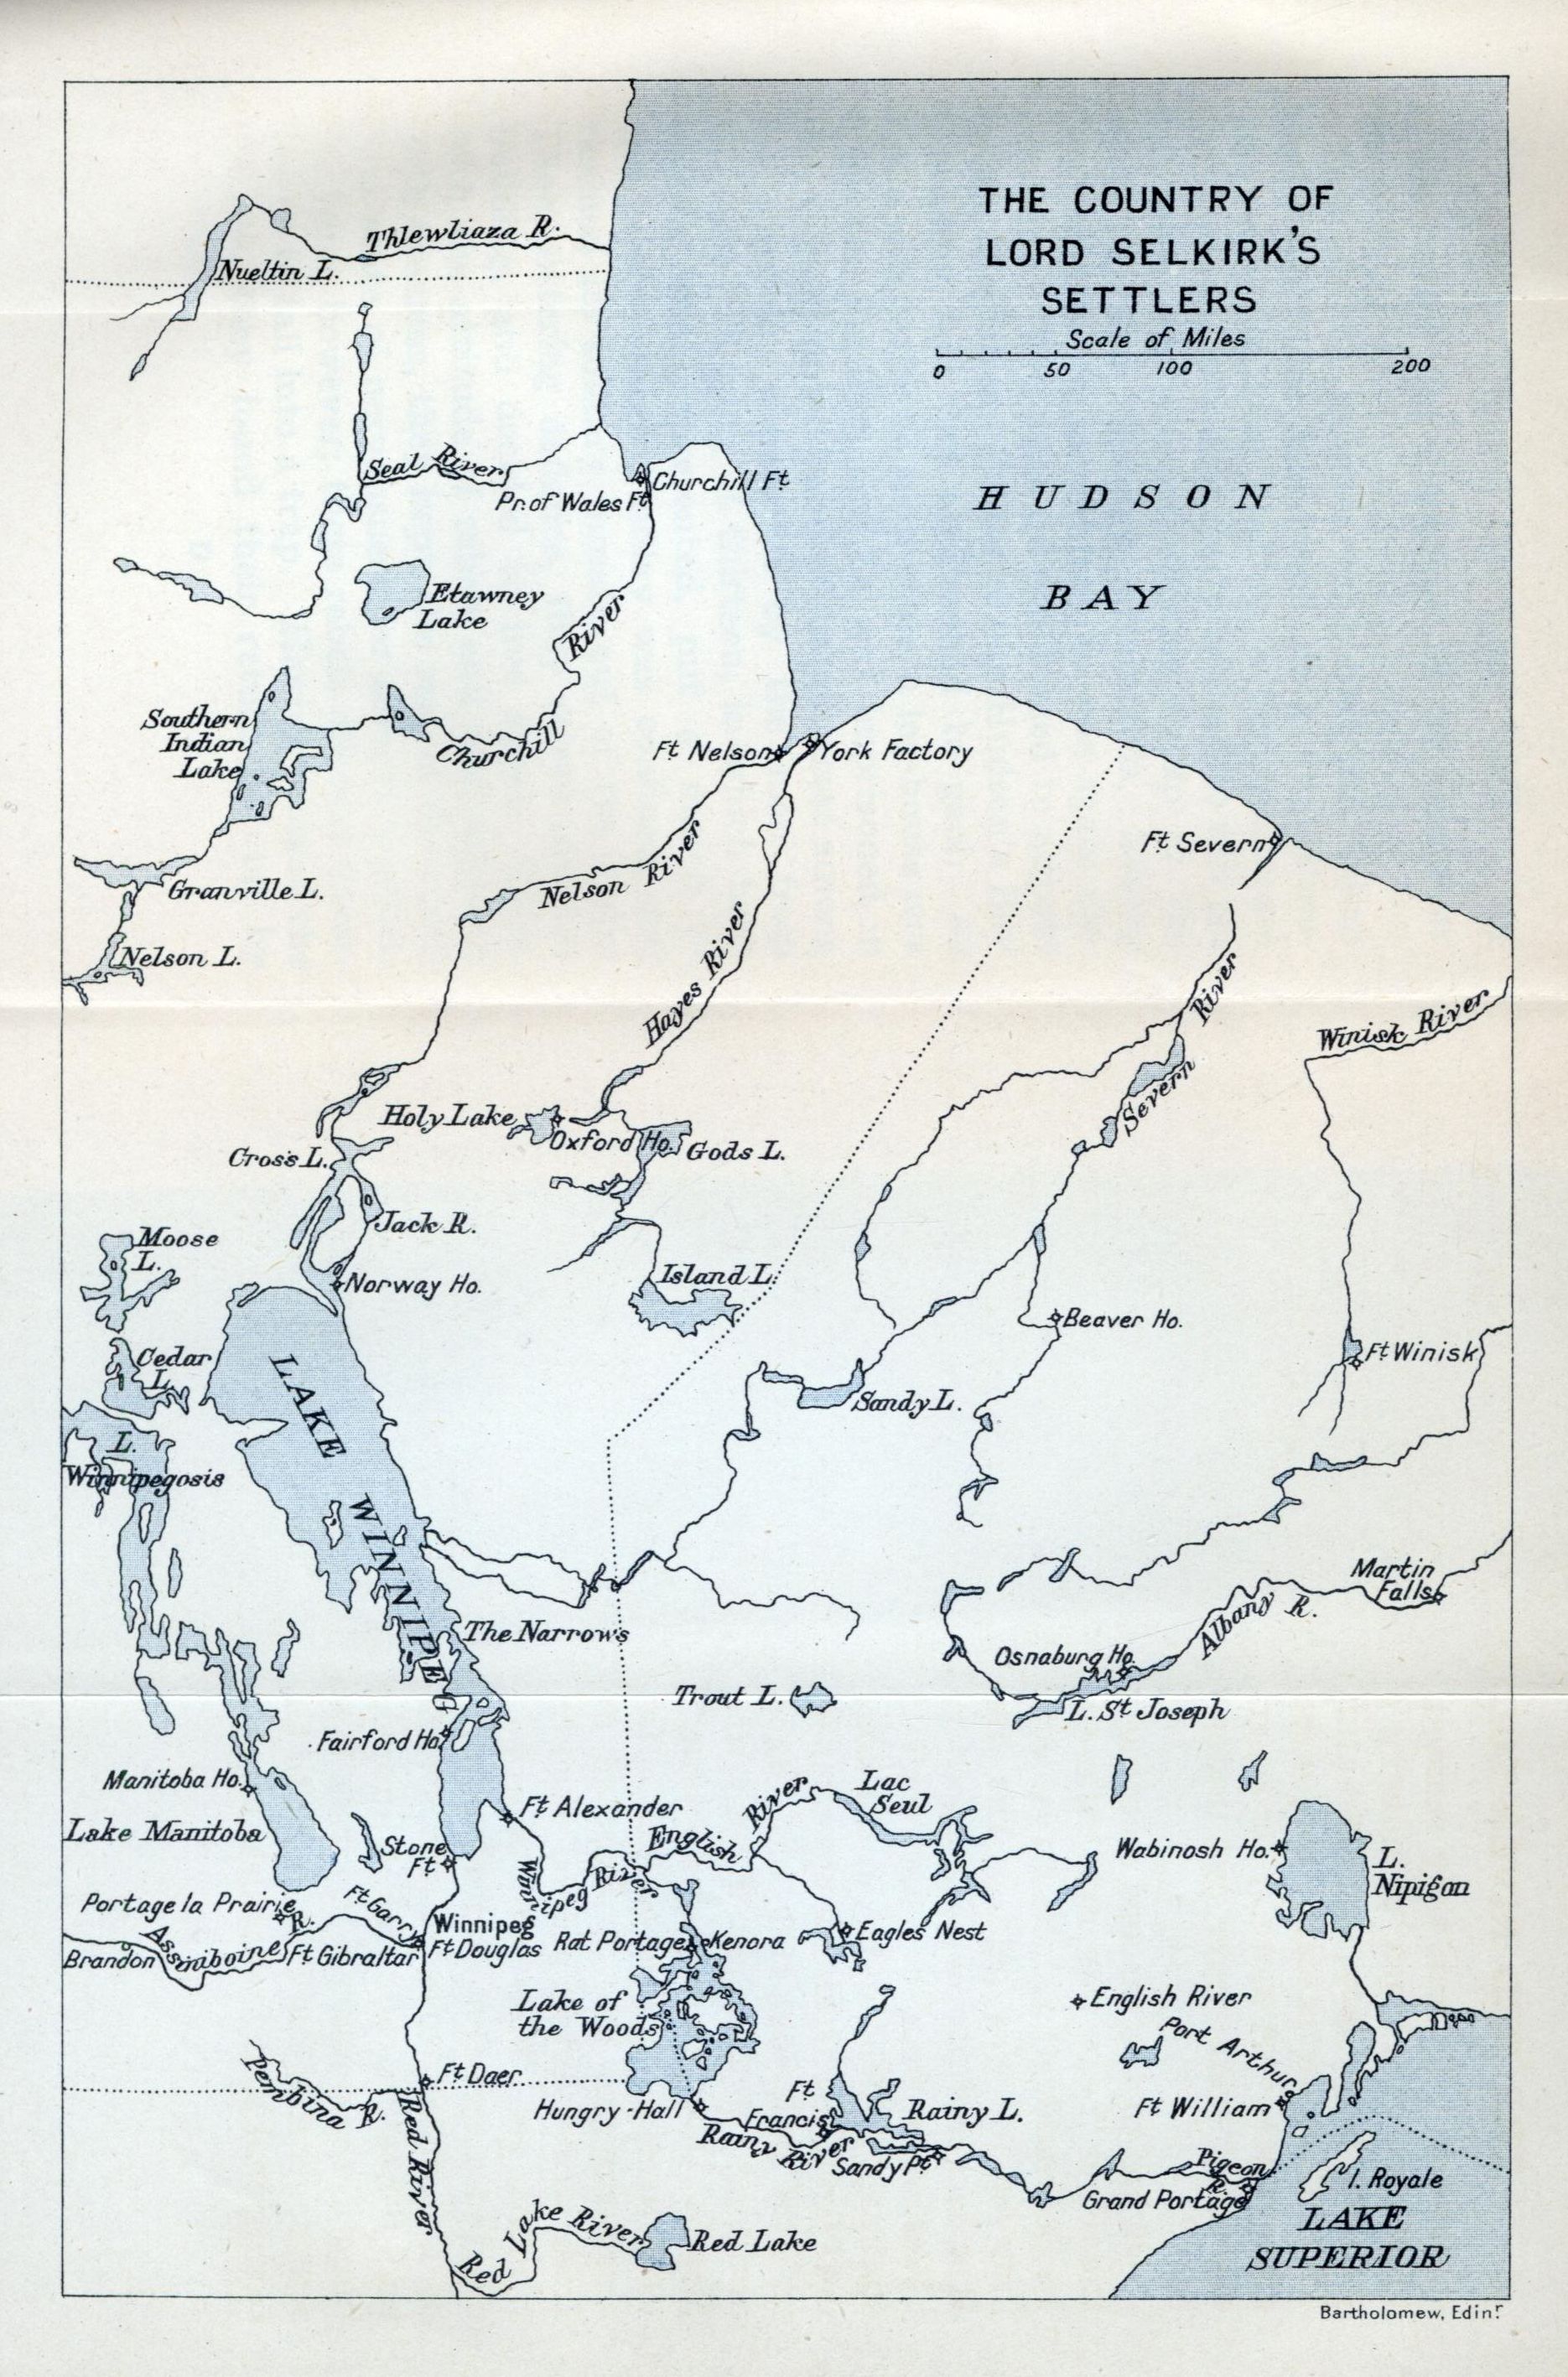 THE COUNTRY OF
LORD SELKIRK'S
SETTLERS
Scale of Miles
0 50 100 200
Thlewliaza R.
Nueltin L.
Seal River
Churchill Ft
Pr. of Wales Ft
HUDSON
BAY
Etawney
Lake
River
Southern
Indian
Lake
Churchill
Ft Nelson
York Factory
Ft Severn
Nelson River
Granville L.
Hayes River
Nelson L.
River
Winisk River
Severn
Holy Lake
Oxford Ho.
Gods L.
Cross L.
Jack R.
Moose
L.
Norway Ho.
Island L.
Beaver Ho.
Cedar
L.
Ft Winisk
LAKE WINNIPEG
Sandy L.
L.
Winnipegosis
Martin
Falls
Albany R.
The Narrows
Osnaburg Ho.
Trout L.
L. St Joseph
Fairford Ho.
Manitoba Ho.
Lac
Seul
River
Ft Alexander
Lake Manitoba
English
Stone
Ft
Wabinosh Ho.
L.
Nipigon
Winnipeg River
Portage la Prairie
Ft Garry
Winnipeg
Assiniboine R.
Brandon
Ft Gibraltar
Ft Douglas
Rat Portage
Kenora
Eagles Nest
Lake of
the Woods
English River
Port Arthur
Pembina R.
Ft Daer
Hungry-Hall
Ft
Francis
Rainy L.
Ft William
Rainy River
Sandy Pt
Pigeon
R.
Grand Portage
I. Royale
Red River
Red Lake River
Red Lake
LAKE
SUPERIOR
Bartholomew, Edinr.